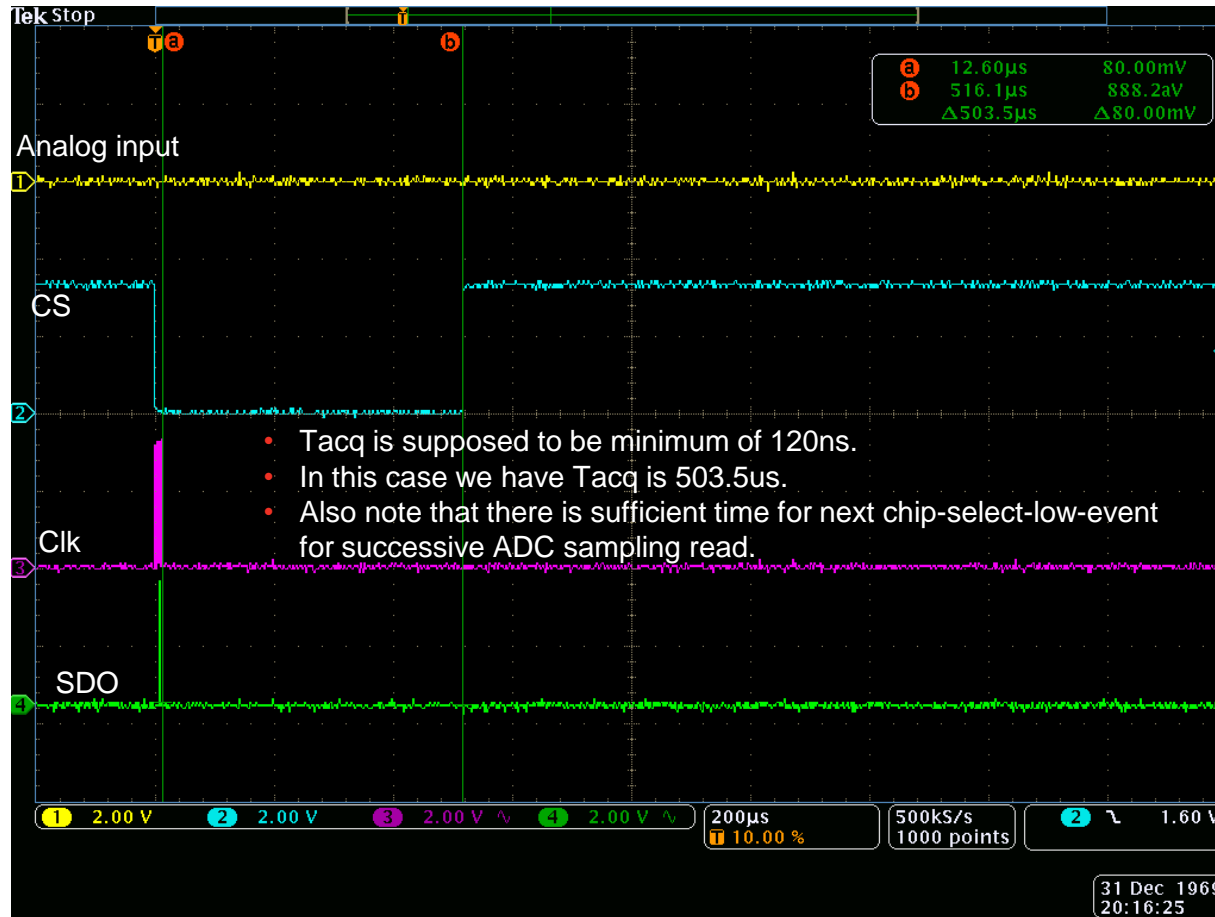 Tek Stop
T
T a
b
a 12.60µs 80.00mV
b 516.1µs 888.2aV
Δ503.5µs Δ80.00mV
Analog input
1
CS
2
• Tacq is supposed to be minimum of 120ns.
• In this case we have Tacq is 503.5us.
• Also note that there is sufficient time for next chip-select-low-event
for successive ADC sampling read.
Clk
3
SDO
4
1 2.00 V 2 2.00 V 3 2.00 V ∿ 4 2.00 V ∿
200µs
T 10.00 %
500kS/s
1000 points
2 1.60 V
31 Dec 1969
20:16:25